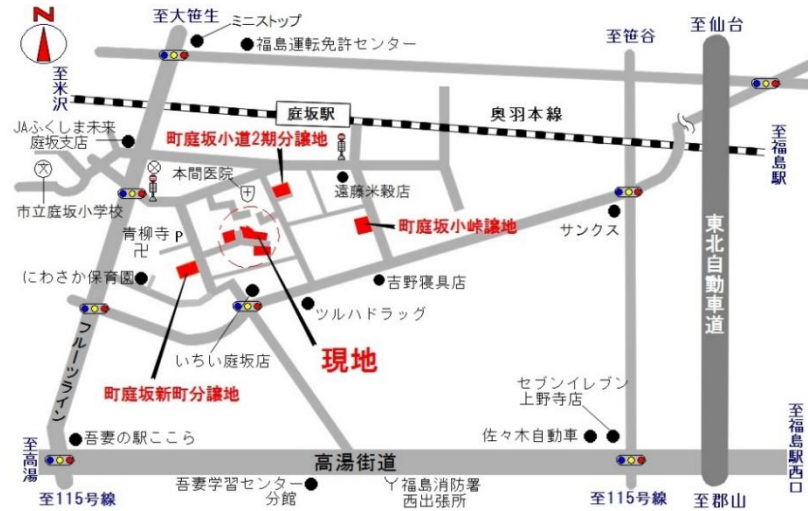 至大笹生
ミニストップ
福島運転免許センター
至笹谷
至仙台
N
至米沢
庭坂駅
奥羽本線
JAふくしま未来
庭坂支店
町庭坂小道2期分譲地
至福島駅
文
本間医院
遠藤米穀店
市立庭坂小学校
町庭坂小峠譲地
サンクス
東北自動車道
青柳寺 P
卍
にわさか保育園
吉野寝具店
ツルハドラッグ
いちい庭坂店
現地
フルーツライン
町庭坂新町分譲地
セブンイレブン
上野寺店
吾妻の駅ここら
佐々木自動車
至高湯
高湯街道
至福島駅西口
吾妻学習センター
分館
福島消防署
西出張所
至115号線
至115号線
至郡山